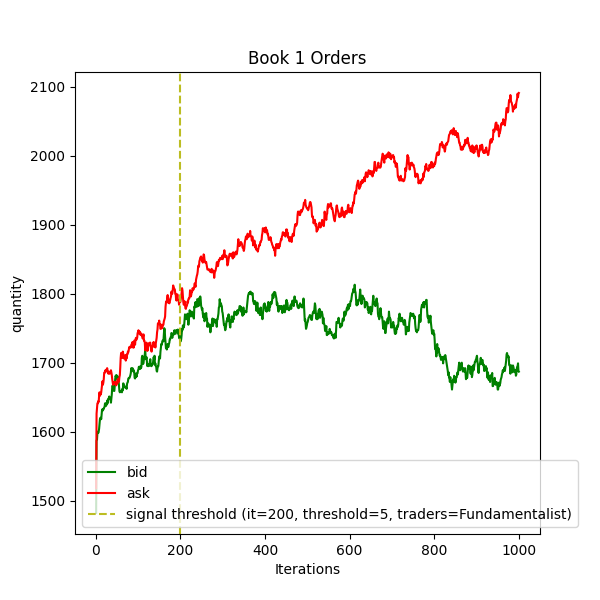 Book 1 Orders
quantity
2100
2000
1900
1800
1700
1600
1500
bid
ask
signal threshold (it=200, threshold=5, traders=Fundamentalist)
0 200 400 600 800 1000
Iterations